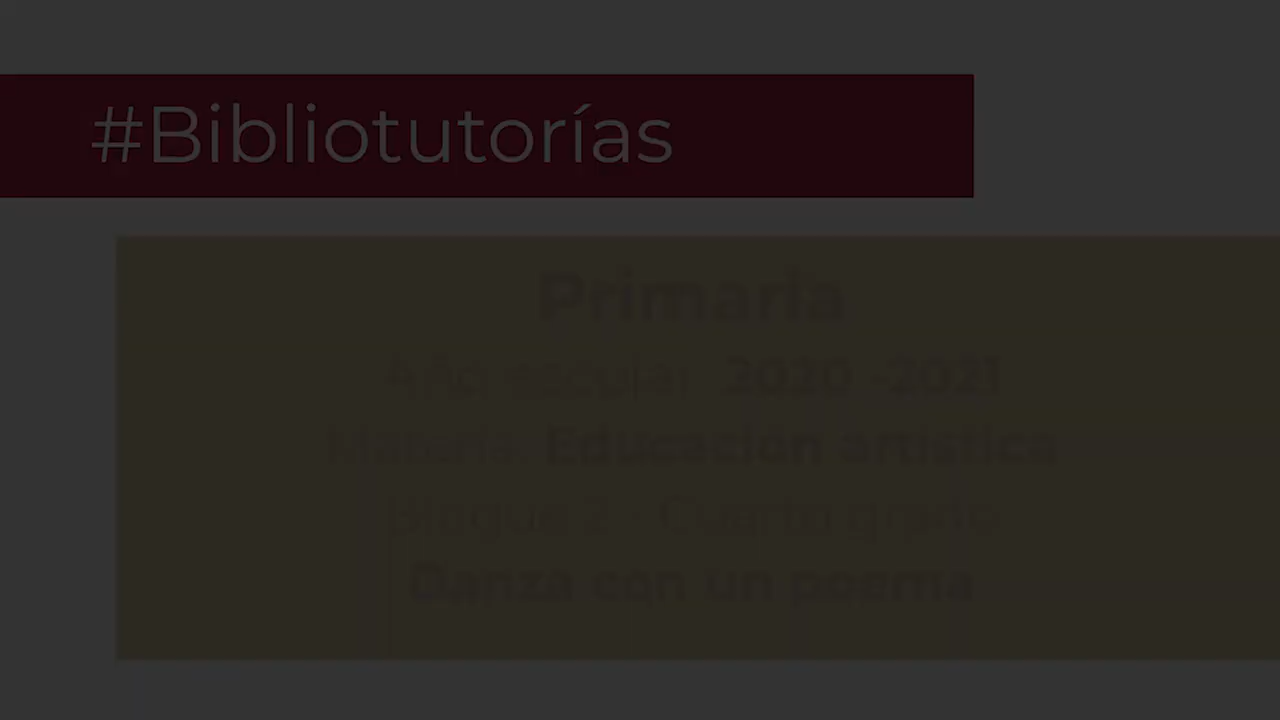 #Bibliotutorías
Primaria
Año escolar 2020 -2021
Materia: Educación artística
Bloque 2 - Cuarto grado
Danza con un poema